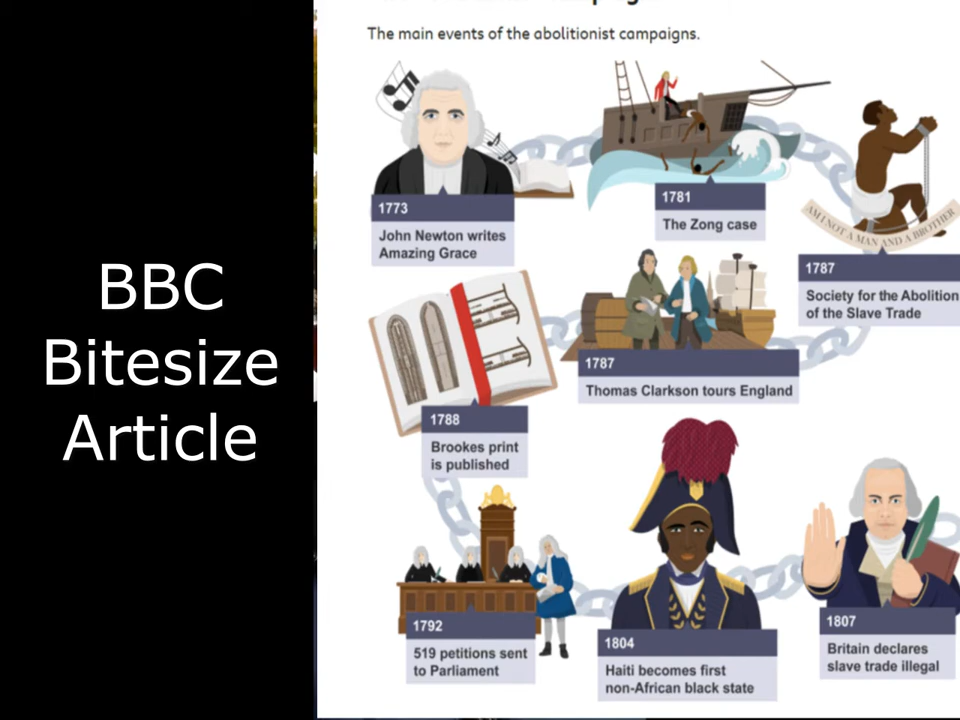 BBC
Bitesize
Article
The main events of the abolitionist campaigns.
1773
John Newton writes
Amazing Grace
1781
The Zong case
AM I NOT A MAN AND A BROTHER
1787
Society for the Abolition
of the Slave Trade
1787
Thomas Clarkson tours England
1788
Brookes print
is published
1792
519 petitions sent
to Parliament
1804
Haiti becomes first
non-African black state
1807
Britain declares
slave trade illegal